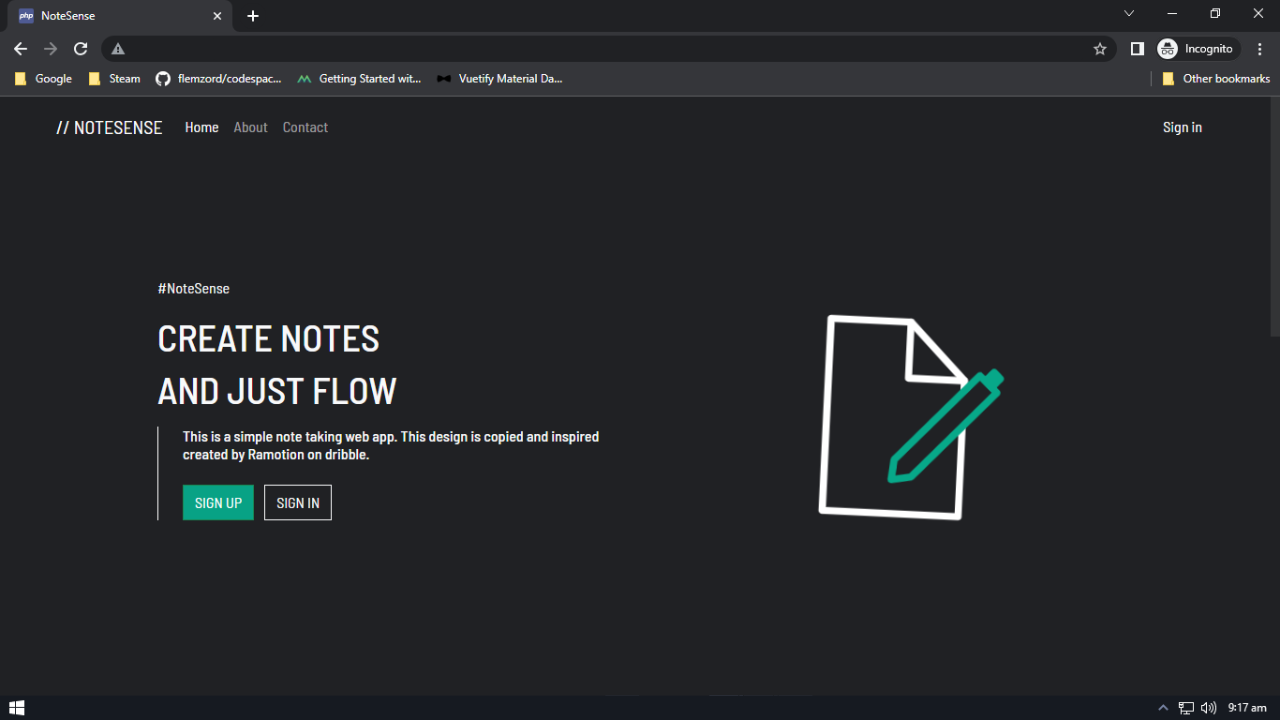 php NoteSense
Incognito
Google Steam flemzord/codespac... Getting Started wit... Vuetify Material Da... Other bookmarks
// NOTESENSE Home About Contact Sign in
#NoteSense
CREATE NOTES
AND JUST FLOW
This is a simple note taking web app. This design is copied and inspired
created by Ramotion on dribble.
SIGN UP SIGN IN
9:17 am